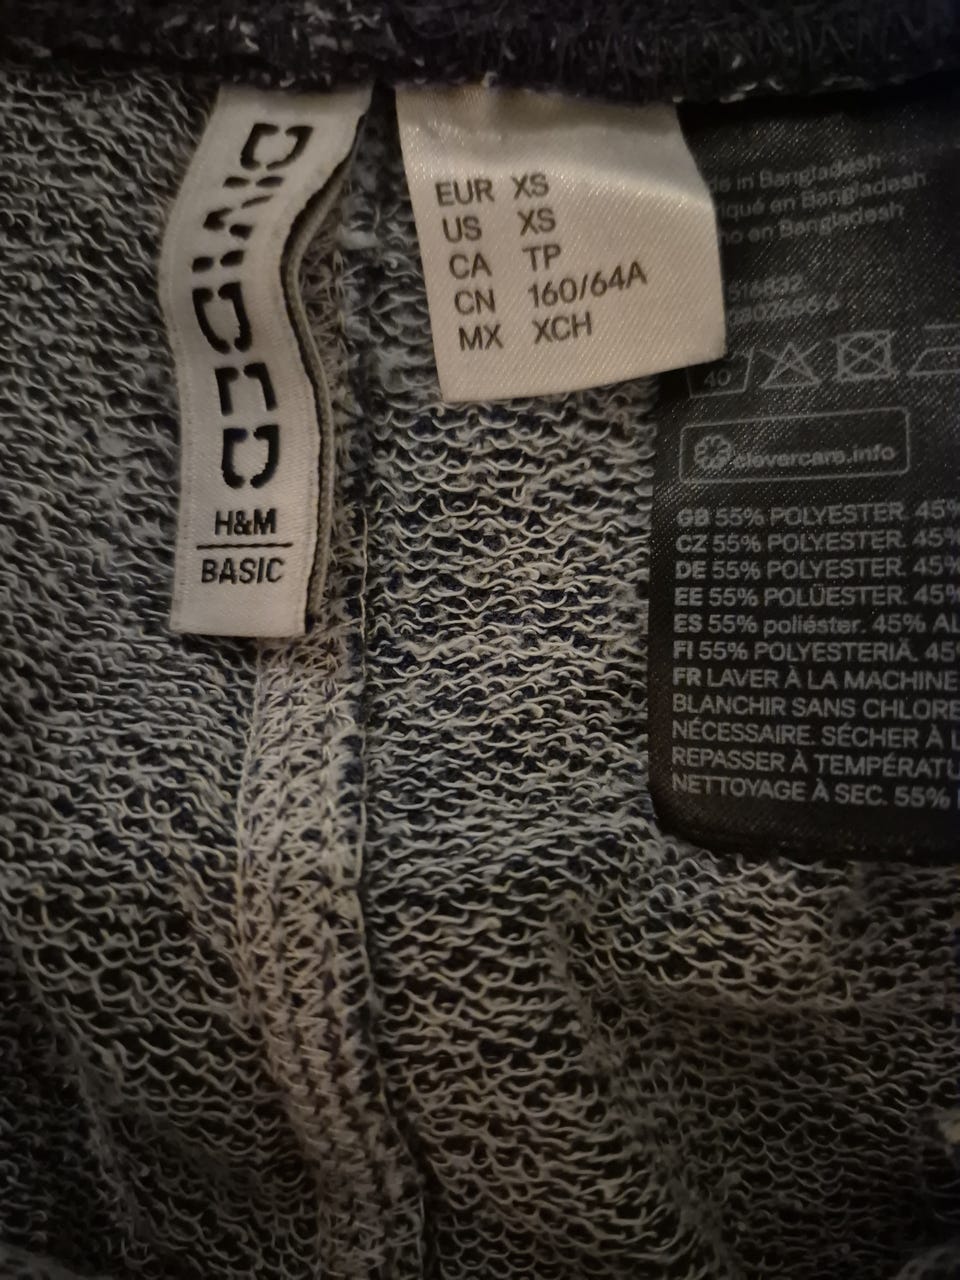 DIVIDED
H&M
BASIC
EUR XS
US XS
CA TP
CN 160/64A
MX XCH
in Bangladesh
en Bangladesh
en Bangladesh
40
clevercare.info
GB 55% POLYESTER. 45%
CZ 55% POLYESTER. 45%
DE 55% POLYESTER. 45%
EE 55% POLÜESTER. 45%
ES 55% poliéster. 45% AL
FI 55% POLYESTERIÄ. 45
FR LAVER À LA MACHINE
BLANCHIR SANS CHLORE
NÉCESSAIRE. SÉCHER À L
REPASSER À TEMPÉRATU
NETTOYAGE À SEC. 55%